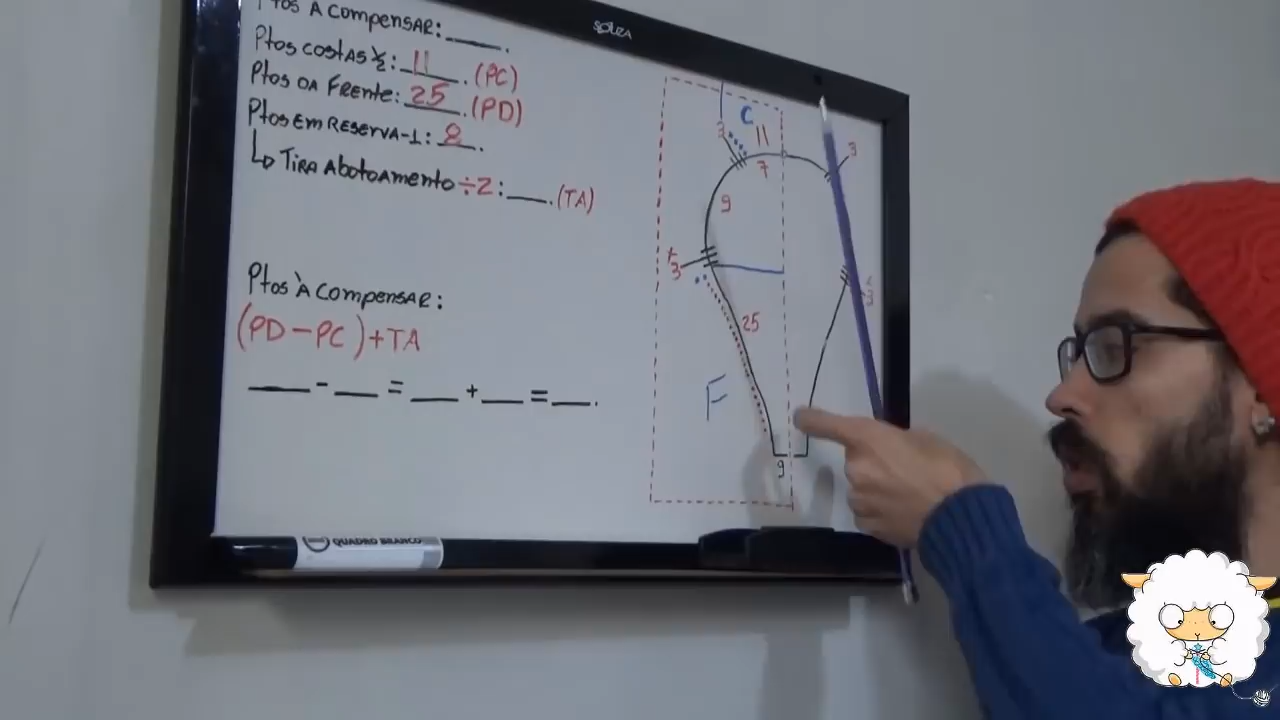 Ptos À Compensar: ____.
SOUZA
Ptos Costas ½: 11. (PC)
Ptos da Frente: 25. (PD)
Ptos em Reserva-1: 8.
↳ Tira Abotoamento ÷2: ___. (TA)
Ptos À Compensar:
(PD - PC) + TA
____ - ___ = ___ + ___ = ___.
C
11
3
7
3
9
+
3
3
25
F
9
QUADRO BRANCO